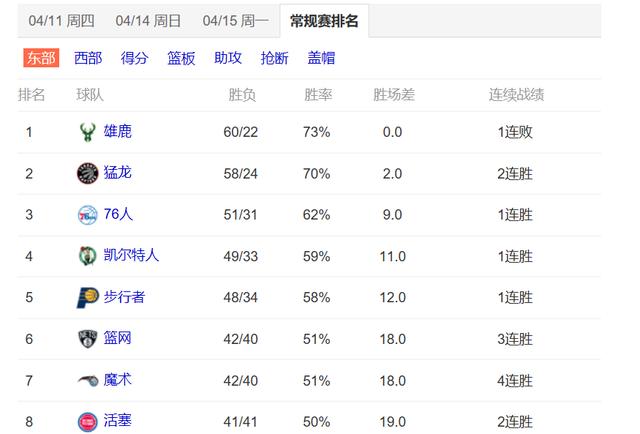 04/11 周四 04/14 周日 04/15 周一 常规赛排名
东部 西部 得分 篮板 助攻 抢断 盖帽
排名 球队 胜负 胜率 胜场差 连续战绩
1 雄鹿 60/22 73% 0.0 1连败
2 猛龙 58/24 70% 2.0 2连胜
3 76人 51/31 62% 9.0 1连胜
4 凯尔特人 49/33 59% 11.0 1连胜
5 步行者 48/34 58% 12.0 1连胜
6 篮网 42/40 51% 18.0 3连胜
7 魔术 42/40 51% 18.0 4连胜
8 活塞 41/41 50% 19.0 2连胜